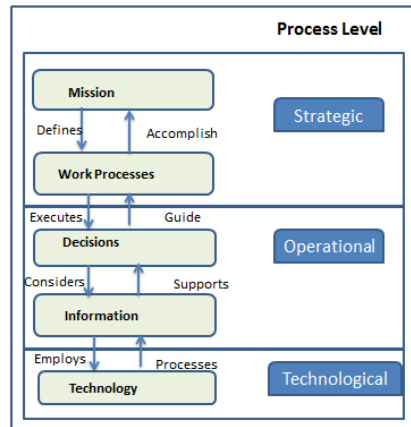 Process Level
Mission
Strategic
Defines
Accomplish
Work Processes
Executes
Guide
Decisions
Operational
Considers
Supports
Information
Employs
Processes
Technology
Technological